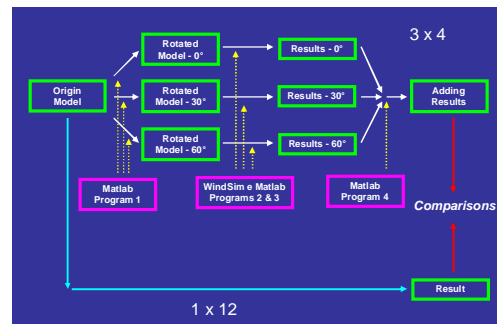 3 x 4
Rotated
Model - 0°
Results - 0°
Origin
Model
Rotated
Model - 30°
Results - 30°
Adding
Results
Rotated
Model - 60°
Results - 60°
Matlab
Program 1
WindSim e Matlab
Programs 2 & 3
Matlab
Program 4
Comparisons
Result
1 x 12